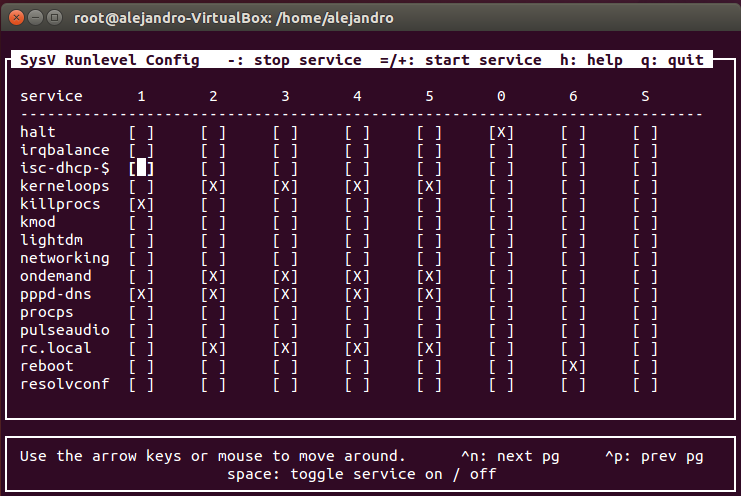 root@alejandro-VirtualBox: /home/alejandro
SysV Runlevel Config   -: stop service  =/+: start service  h: help  q: quit
service      1       2       3       4       5       0       6       S
----------------------------------------------------------------------------
halt        [ ]     [ ]     [ ]     [ ]     [ ]     [X]     [ ]     [ ]
irqbalance  [ ]     [ ]     [ ]     [ ]     [ ]     [ ]     [ ]     [ ]
isc-dhcp-$  [ ]     [ ]     [ ]     [ ]     [ ]     [ ]     [ ]     [ ]
kerneloops  [ ]     [X]     [X]     [X]     [X]     [ ]     [ ]     [ ]
killprocs   [X]     [ ]     [ ]     [ ]     [ ]     [ ]     [ ]     [ ]
kmod        [ ]     [ ]     [ ]     [ ]     [ ]     [ ]     [ ]     [ ]
lightdm     [ ]     [ ]     [ ]     [ ]     [ ]     [ ]     [ ]     [ ]
networking  [ ]     [ ]     [ ]     [ ]     [ ]     [ ]     [ ]     [ ]
ondemand    [ ]     [X]     [X]     [X]     [X]     [ ]     [ ]     [ ]
pppd-dns    [X]     [X]     [X]     [X]     [X]     [ ]     [ ]     [ ]
procps      [ ]     [ ]     [ ]     [ ]     [ ]     [ ]     [ ]     [ ]
pulseaudio  [ ]     [ ]     [ ]     [ ]     [ ]     [ ]     [ ]     [ ]
rc.local    [ ]     [X]     [X]     [X]     [X]     [ ]     [ ]     [ ]
reboot      [ ]     [ ]     [ ]     [ ]     [ ]     [ ]     [X]     [ ]
resolvconf  [ ]     [ ]     [ ]     [ ]     [ ]     [ ]     [ ]     [ ]
Use the arrow keys or mouse to move around.      ^n: next pg     ^p: prev pg
space: toggle service on / off